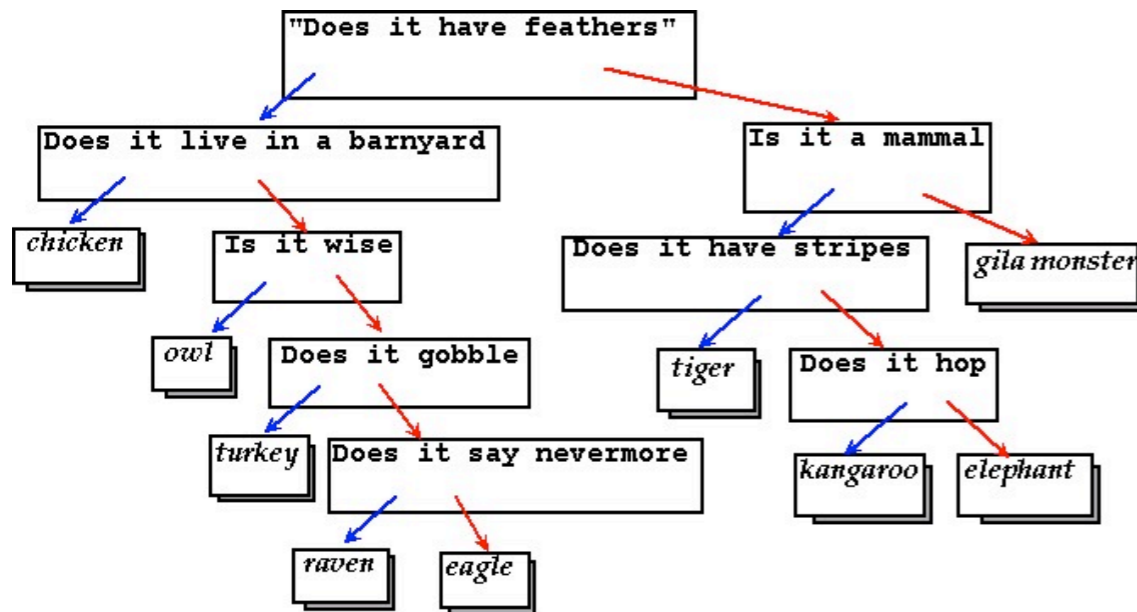 "Does it have feathers"
Does it live in a barnyard
Is it a mammal
chicken
Is it wise
Does it have stripes
gila monster
owl
Does it gobble
tiger
Does it hop
turkey
Does it say nevermore
kangaroo
elephant
raven
eagle